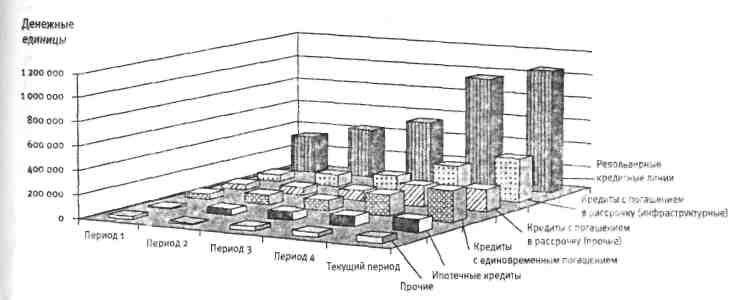 Денежные
единицы
1 200 000
1 000 000
800 000
600 000
400 000
200 000
0
Период 1
Период 2
Период 3
Период 4
Текущий период
Револьверные
кредитные линии
Кредиты с погашением
в рассрочку (инфраструктурные)
Кредиты с погашением
в рассрочку (прочие)
Кредиты
с единовременным погашением
Ипотечные кредиты
Прочие